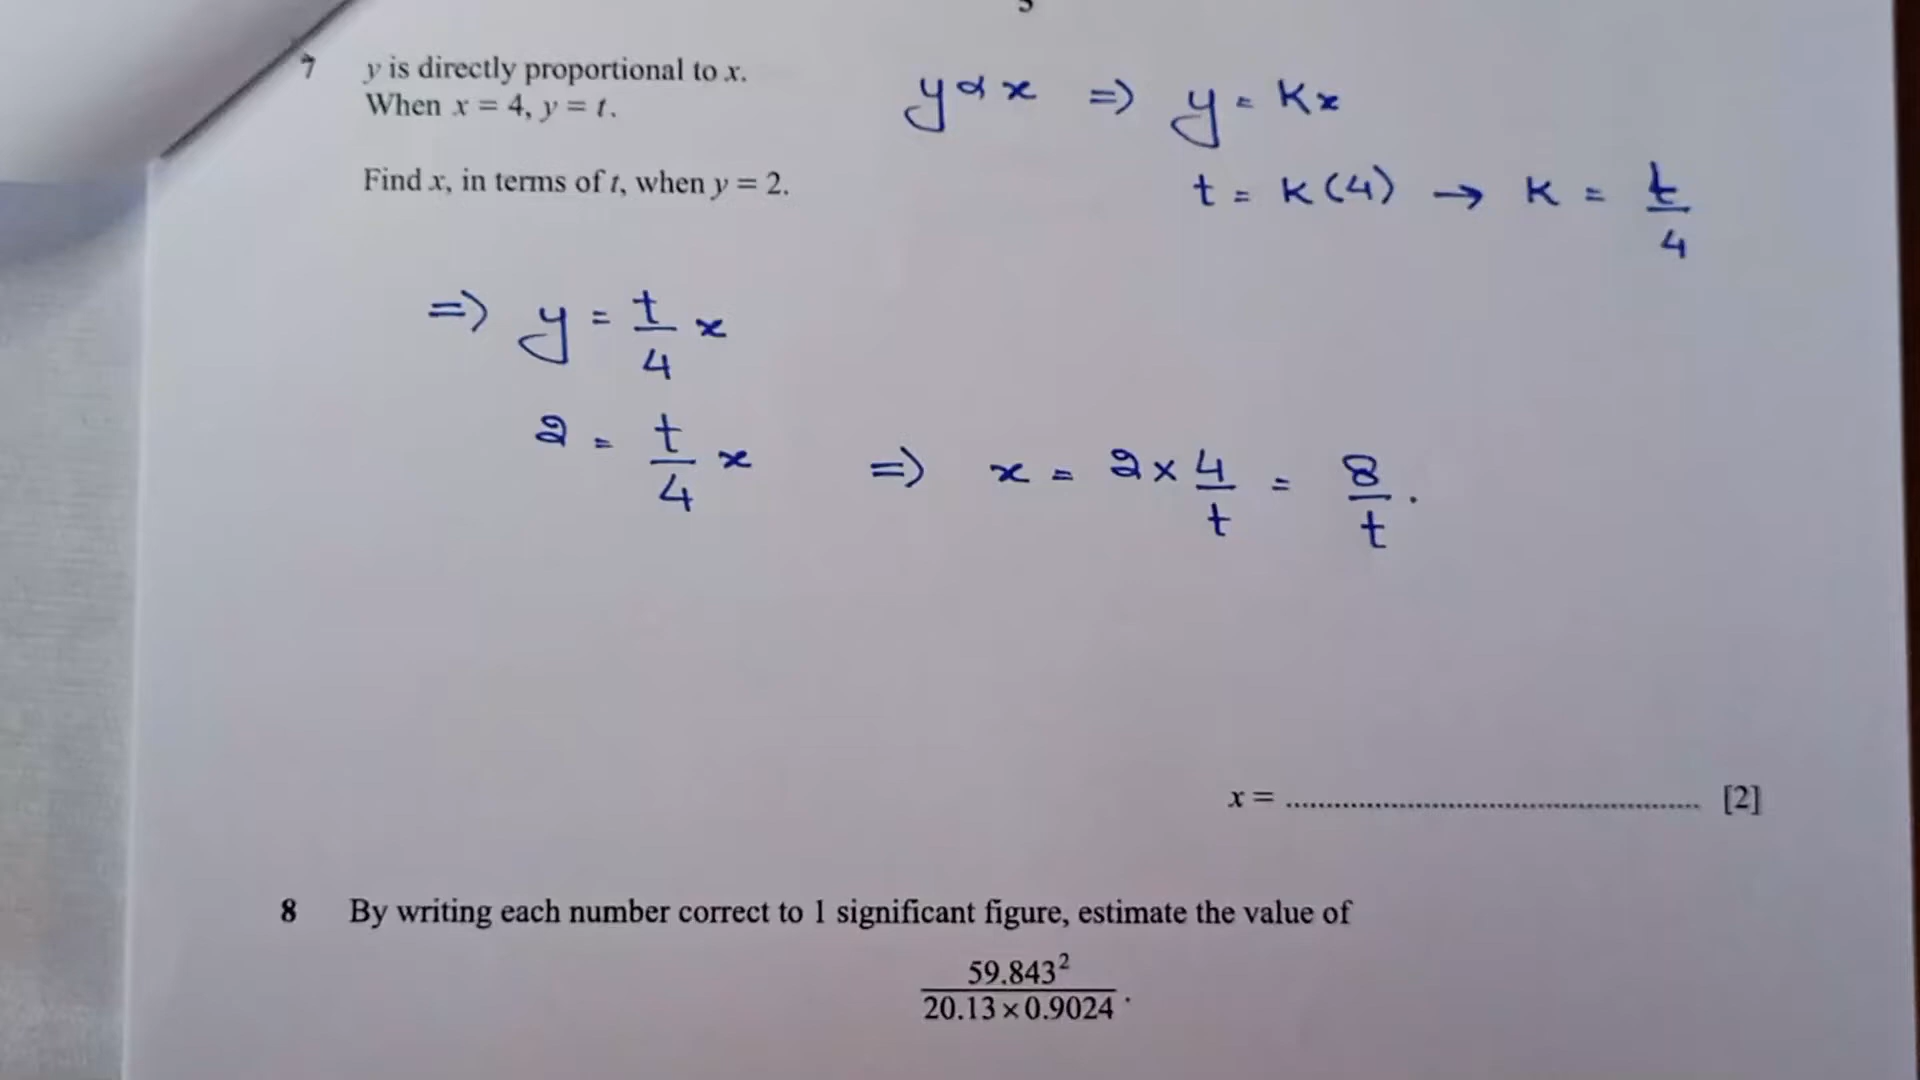 7 y is directly proportional to x.
When x = 4, y = t.
y ∝ x ⇒ y = Kx
Find x, in terms of t, when y = 2.
t = K(4) → K = t/4
⇒ y = t/4 x
2 = t/4 x ⇒ x = 2 × 4/t = 8/t.
x = .................................................... [2]
8 By writing each number correct to 1 significant figure, estimate the value of
59.843²
20.13 × 0.9024 .